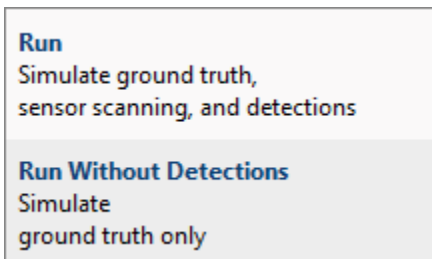 Run
Simulate ground truth,
sensor scanning, and detections
Run Without Detections
Simulate
ground truth only